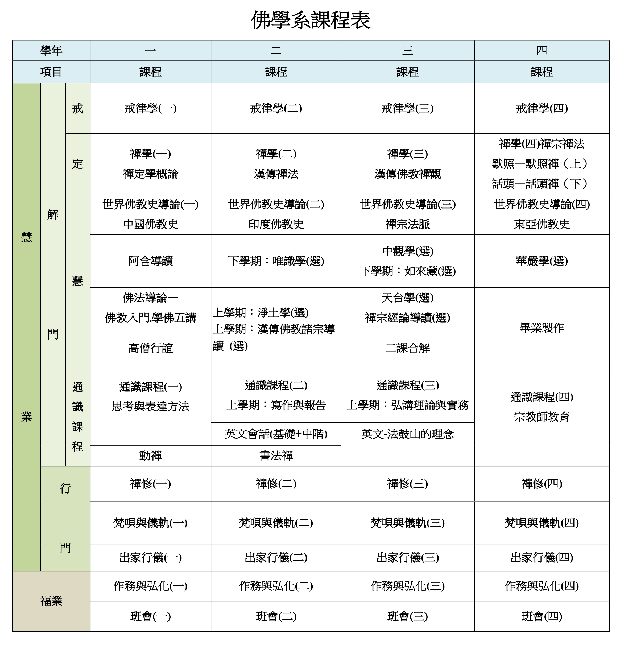 佛學系課程表
學年 一 二 三 四
項目 課程 課程 課程 課程
慧業
解門
戒 戒律學(一) 戒律學(二) 戒律學(三) 戒律學(四)
定 禪學(一) 禪學(二) 禪學(三) 禪學(四)禪宗禪法
禪定學概論 漢傳禪法 漢傳佛教禪觀 默照—默照禪（上）
話頭—話頭禪（下）
慧
世界佛教史導論(一) 世界佛教史導論(二) 世界佛教史導論(三) 世界佛教史導論(四)
中國佛教史 印度佛教史 禪宗法脈 東亞佛教史
阿含導讀 下學期：唯識學(選) 中觀學(選) 華嚴學(選)
下學期：如來藏(選)
佛法導論— 上學期：淨土學(選) 天台學(選) 畢業製作
佛教入門.學佛五講 上學期：漢傳佛教諸宗導 禪宗經論導讀(選)
高僧行誼 讀（選） 二課合解
通識課程
通識課程(一) 通識課程(二) 通識課程(三) 通識課程(四)
思考與表達方法 上學期：寫作與報告 上學期：弘講理論與實務 宗教師教育
英文會話(基礎+中階) 英文-法鼓山的理念
動禪 書法禪
行門
禪修(一) 禪修(二) 禪修(三) 禪修(四)
梵唄與儀軌(一) 梵唄與儀軌(二) 梵唄與儀軌(三) 梵唄與儀軌(四)
出家行儀(一) 出家行儀(二) 出家行儀(三) 出家行儀(四)
福業
作務與弘化(一) 作務與弘化(二) 作務與弘化(三) 作務與弘化(四)
班會(一) 班會(二) 班會(三) 班會(四)